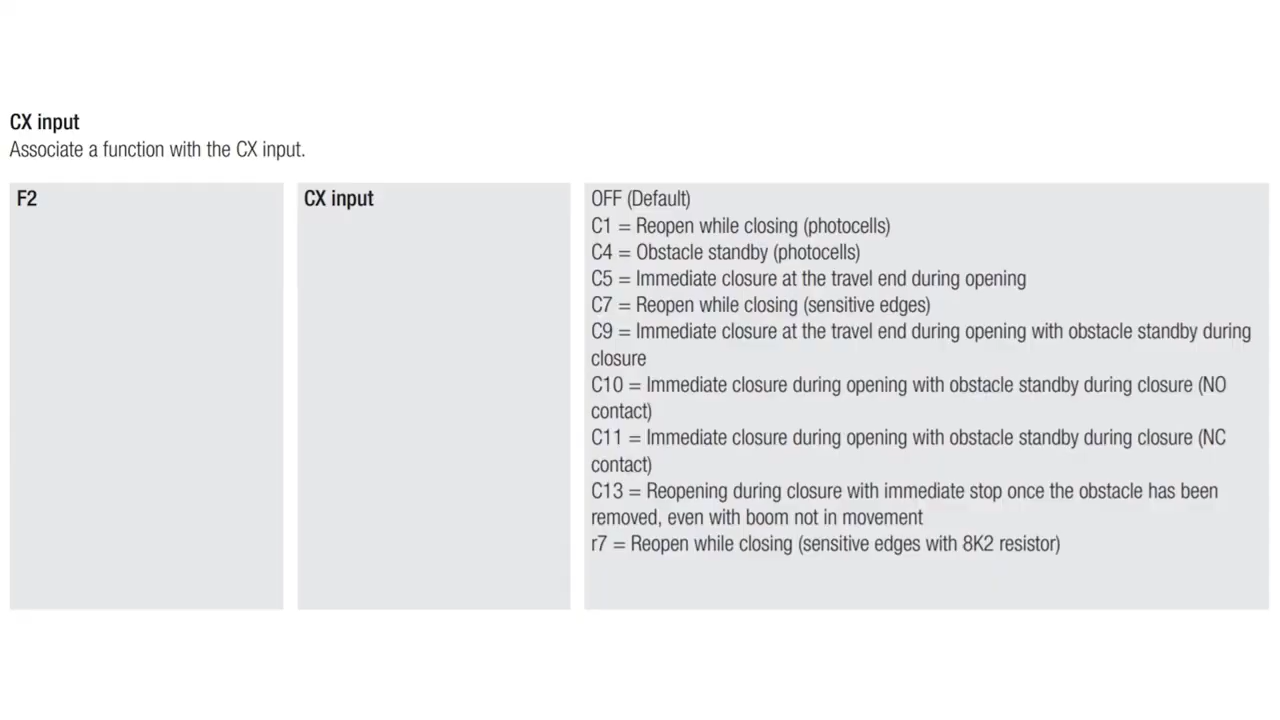 CX input
Associate a function with the CX input.
F2
CX input
OFF (Default)
C1 = Reopen while closing (photocells)
C4 = Obstacle standby (photocells)
C5 = Immediate closure at the travel end during opening
C7 = Reopen while closing (sensitive edges)
C9 = Immediate closure at the travel end during opening with obstacle standby during
closure
C10 = Immediate closure during opening with obstacle standby during closure (NO
contact)
C11 = Immediate closure during opening with obstacle standby during closure (NC
contact)
C13 = Reopening during closure with immediate stop once the obstacle has been
removed, even with boom not in movement
r7 = Reopen while closing (sensitive edges with 8K2 resistor)